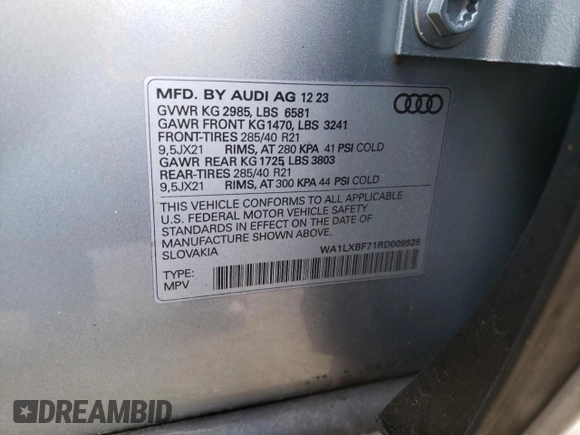 MFD. BY AUDI AG 12 23
GVWR KG 2985, LBS 6581
GAWR FRONT KG1470, LBS 3241
FRONT-TIRES 285/40 R21
9,5JX21 RIMS, AT 280 KPA 41 PSI COLD
GAWR REAR KG 1725, LBS 3803
REAR-TIRES 285/40 R21
9,5JX21 RIMS, AT 300 KPA 44 PSI COLD
THIS VEHICLE CONFORMS TO ALL APPLICABLE
U.S. FEDERAL MOTOR VEHICLE SAFETY
STANDARDS IN EFFECT ON THE DATE OF
MANUFACTURE SHOWN ABOVE.
SLOVAKIA WA1LXBF71RD009925
TYPE:
MPV
DREAMBID